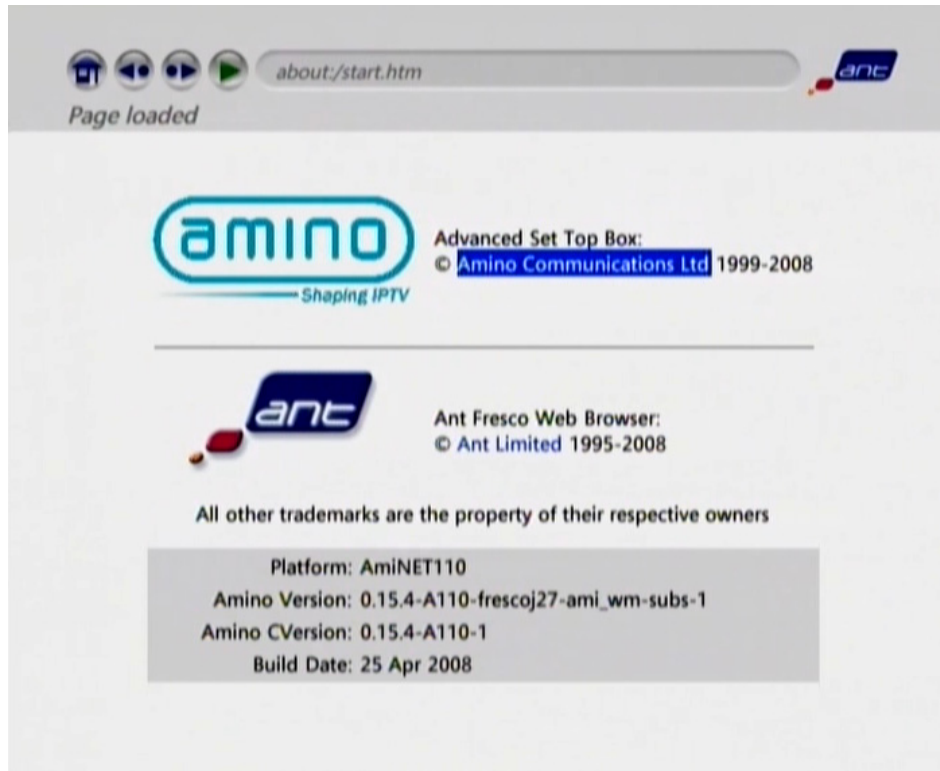 about:/start.htm
ant
Page loaded
amino
Shaping IPTV
Advanced Set Top Box:
© Amino Communications Ltd 1999-2008
ant
Ant Fresco Web Browser:
© Ant Limited 1995-2008
All other trademarks are the property of their respective owners
Platform: AmiNET110
Amino Version: 0.15.4-A110-frescoj27-ami_wm-subs-1
Amino CVersion: 0.15.4-A110-1
Build Date: 25 Apr 2008